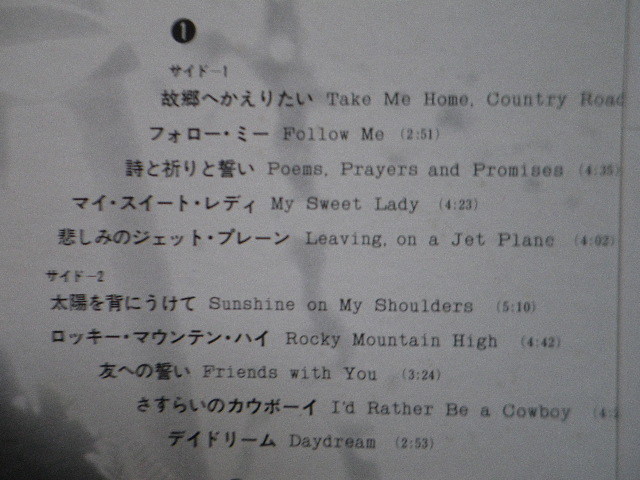 ❶
サイド−1
故郷へかえりたい Take Me Home, Country Road
フォロー・ミー Follow Me (2:51)
詩と祈りと誓い Poems, Prayers and Promises (4:35)
マイ・スイート・レディ My Sweet Lady (4:23)
悲しみのジェット・プレーン Leaving, on a Jet Plane (4:02)
サイド−2
太陽を背にうけて Sunshine on My Shoulders (5:10)
ロッキー・マウンテン・ハイ Rocky Mountain High (4:42)
友への誓い Friends with You (3:24)
さすらいのカウボーイ I'd Rather Be a Cowboy
デイドリーム Daydream (2:53)